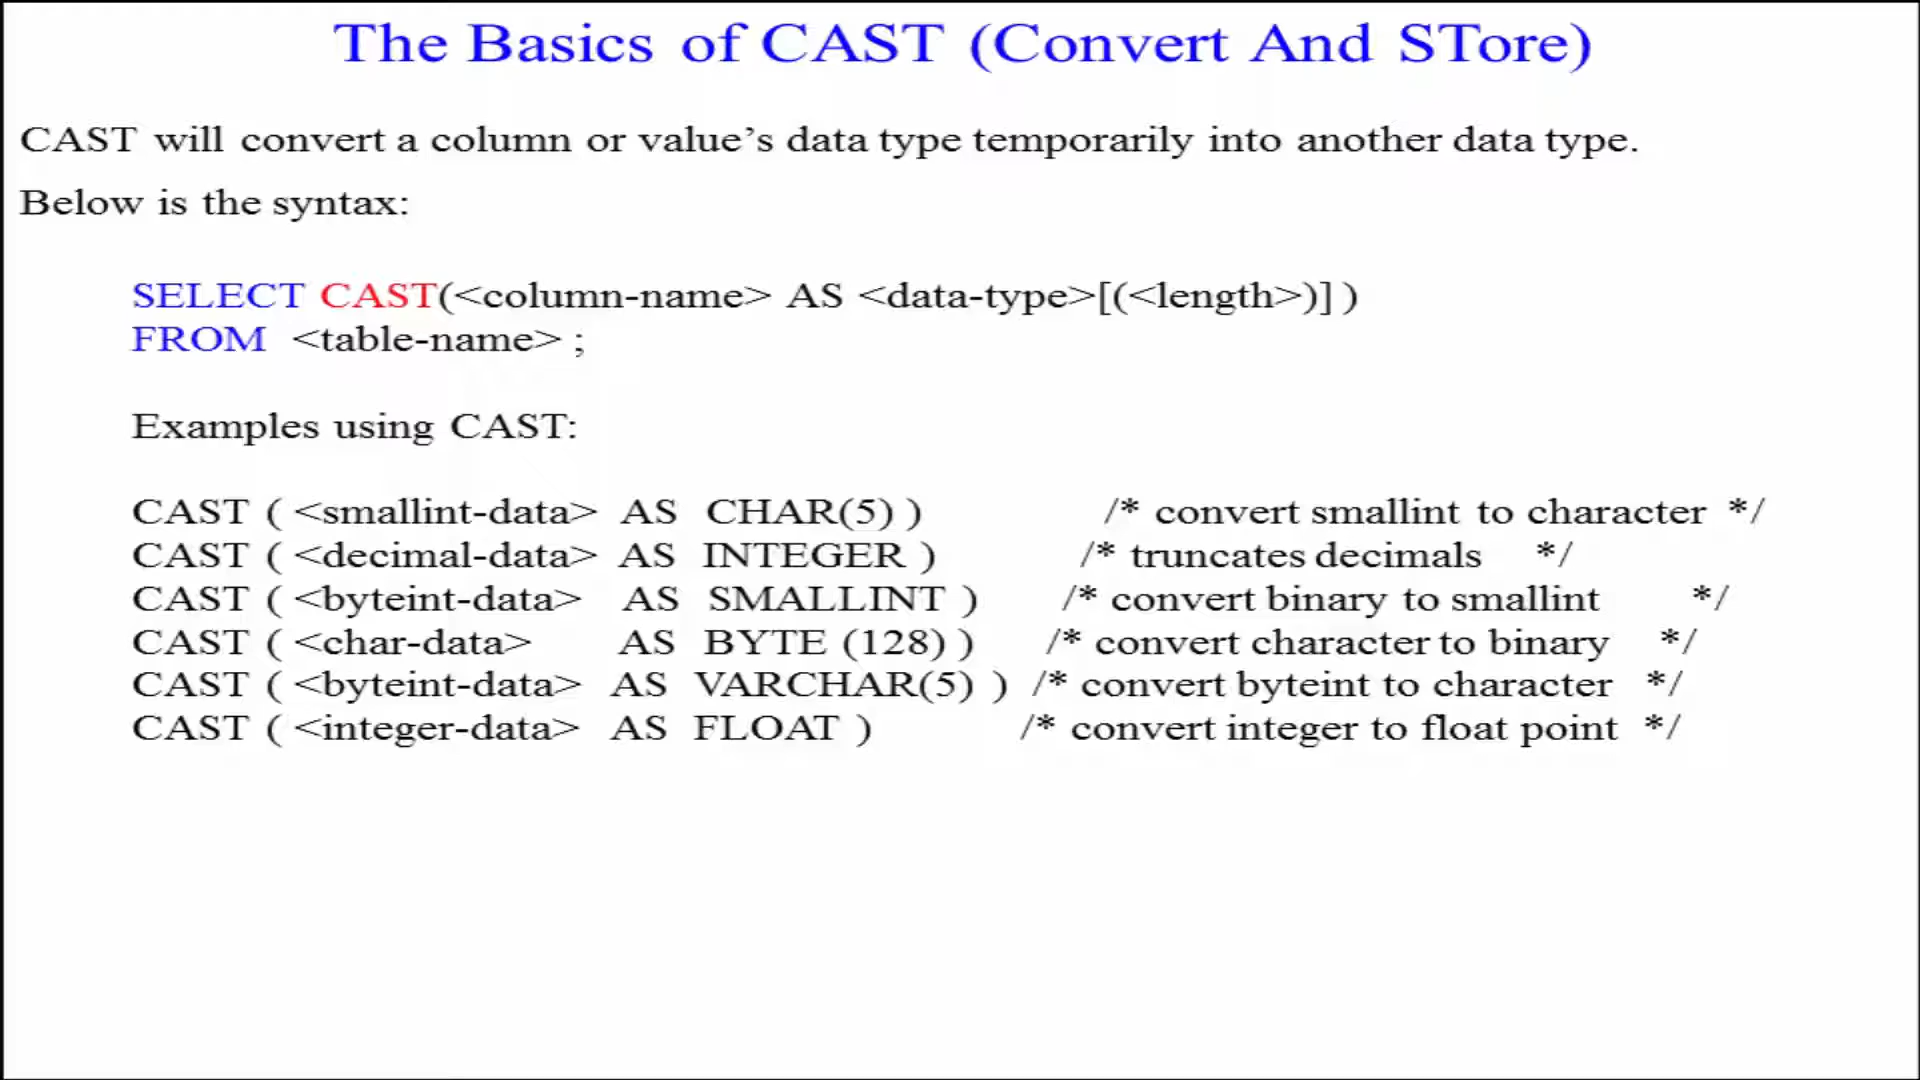 The Basics of CAST (Convert And STore)
CAST will convert a column or value’s data type temporarily into another data type.
Below is the syntax:
SELECT CAST(<column-name> AS <data-type>[(<length>)] )
FROM <table-name> ;
Examples using CAST:
CAST ( <smallint-data> AS CHAR(5) ) /* convert smallint to character */
CAST ( <decimal-data> AS INTEGER ) /* truncates decimals */
CAST ( <byteint-data> AS SMALLINT ) /* convert binary to smallint */
CAST ( <char-data> AS BYTE (128) ) /* convert character to binary */
CAST ( <byteint-data> AS VARCHAR(5) ) /* convert byteint to character */
CAST ( <integer-data> AS FLOAT ) /* convert integer to float point */